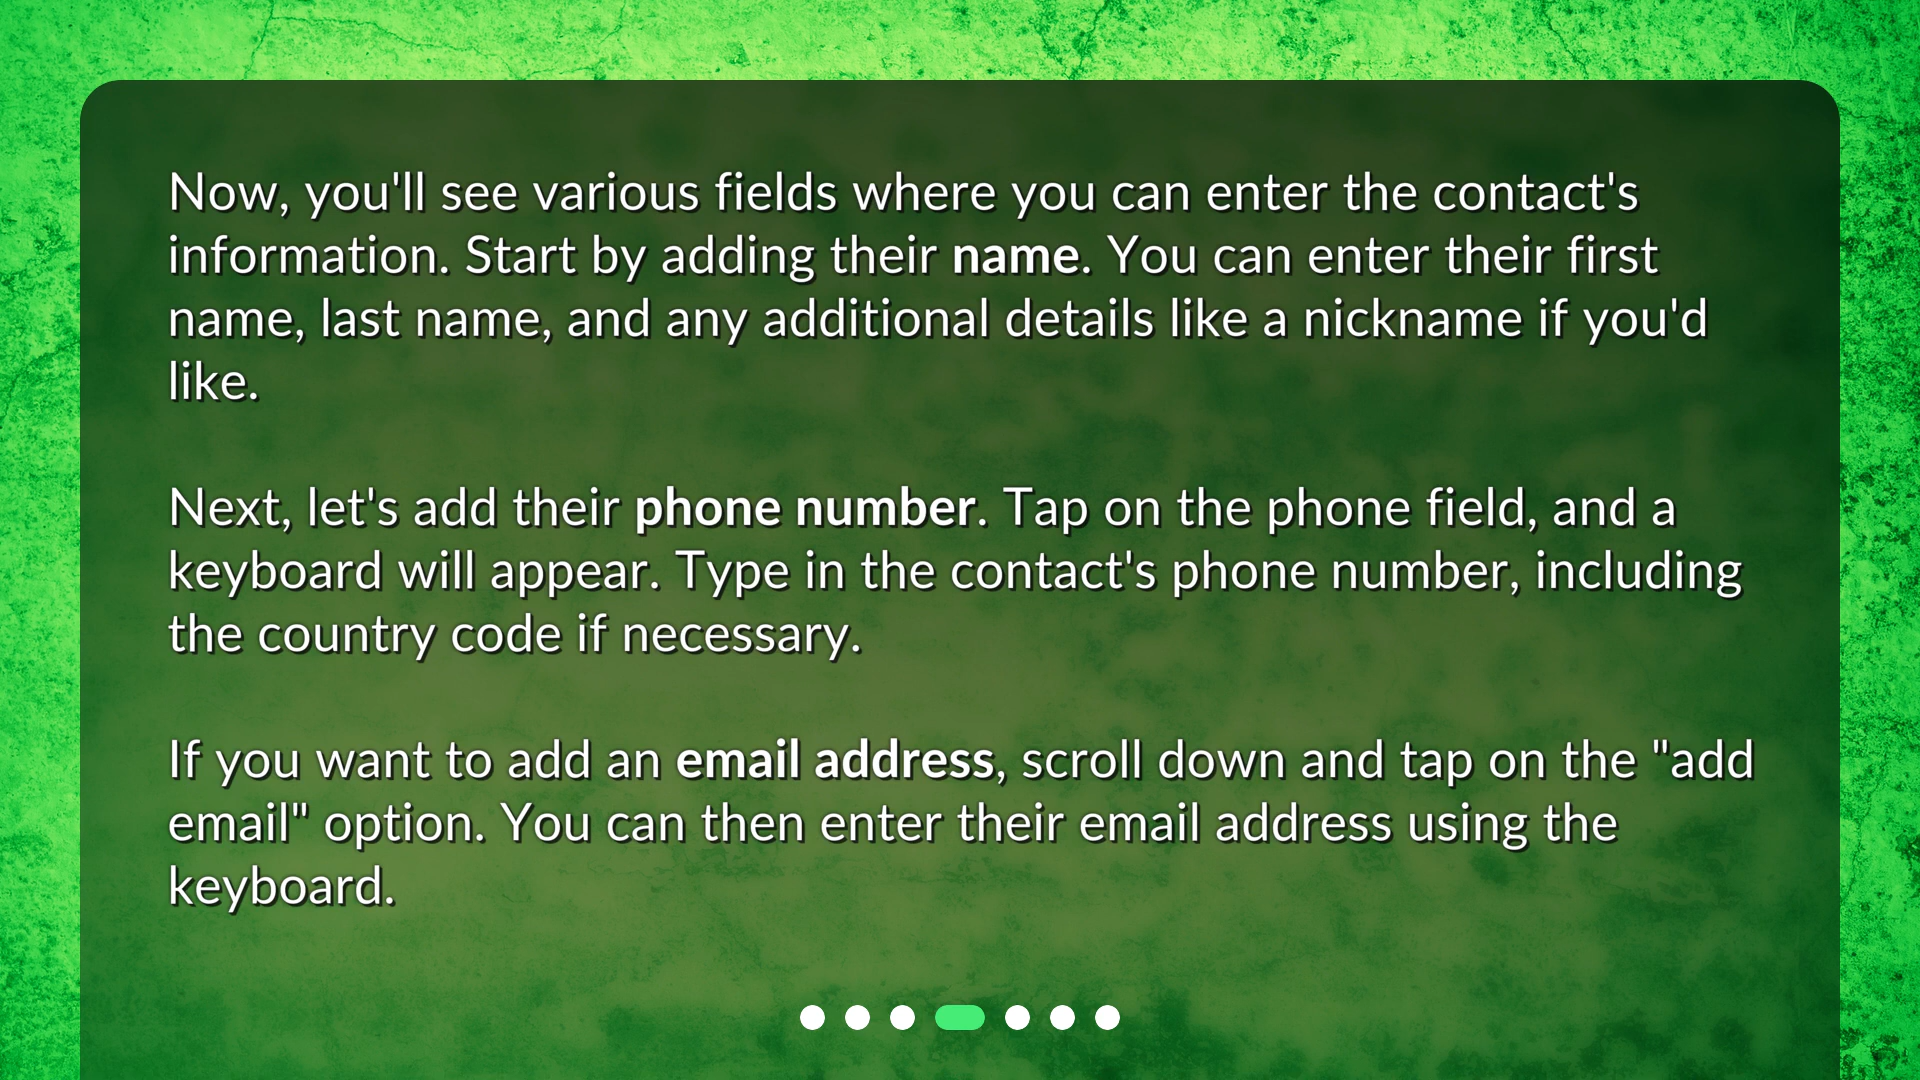 Now, you'll see various fields where you can enter the contact's
information. Start by adding their name. You can enter their first
name, last name, and any additional details like a nickname if you'd
like.
Next, let's add their phone number. Tap on the phone field, and a
keyboard will appear. Type in the contact's phone number, including
the country code if necessary.
If you want to add an email address, scroll down and tap on the "add
email" option. You can then enter their email address using the
keyboard.